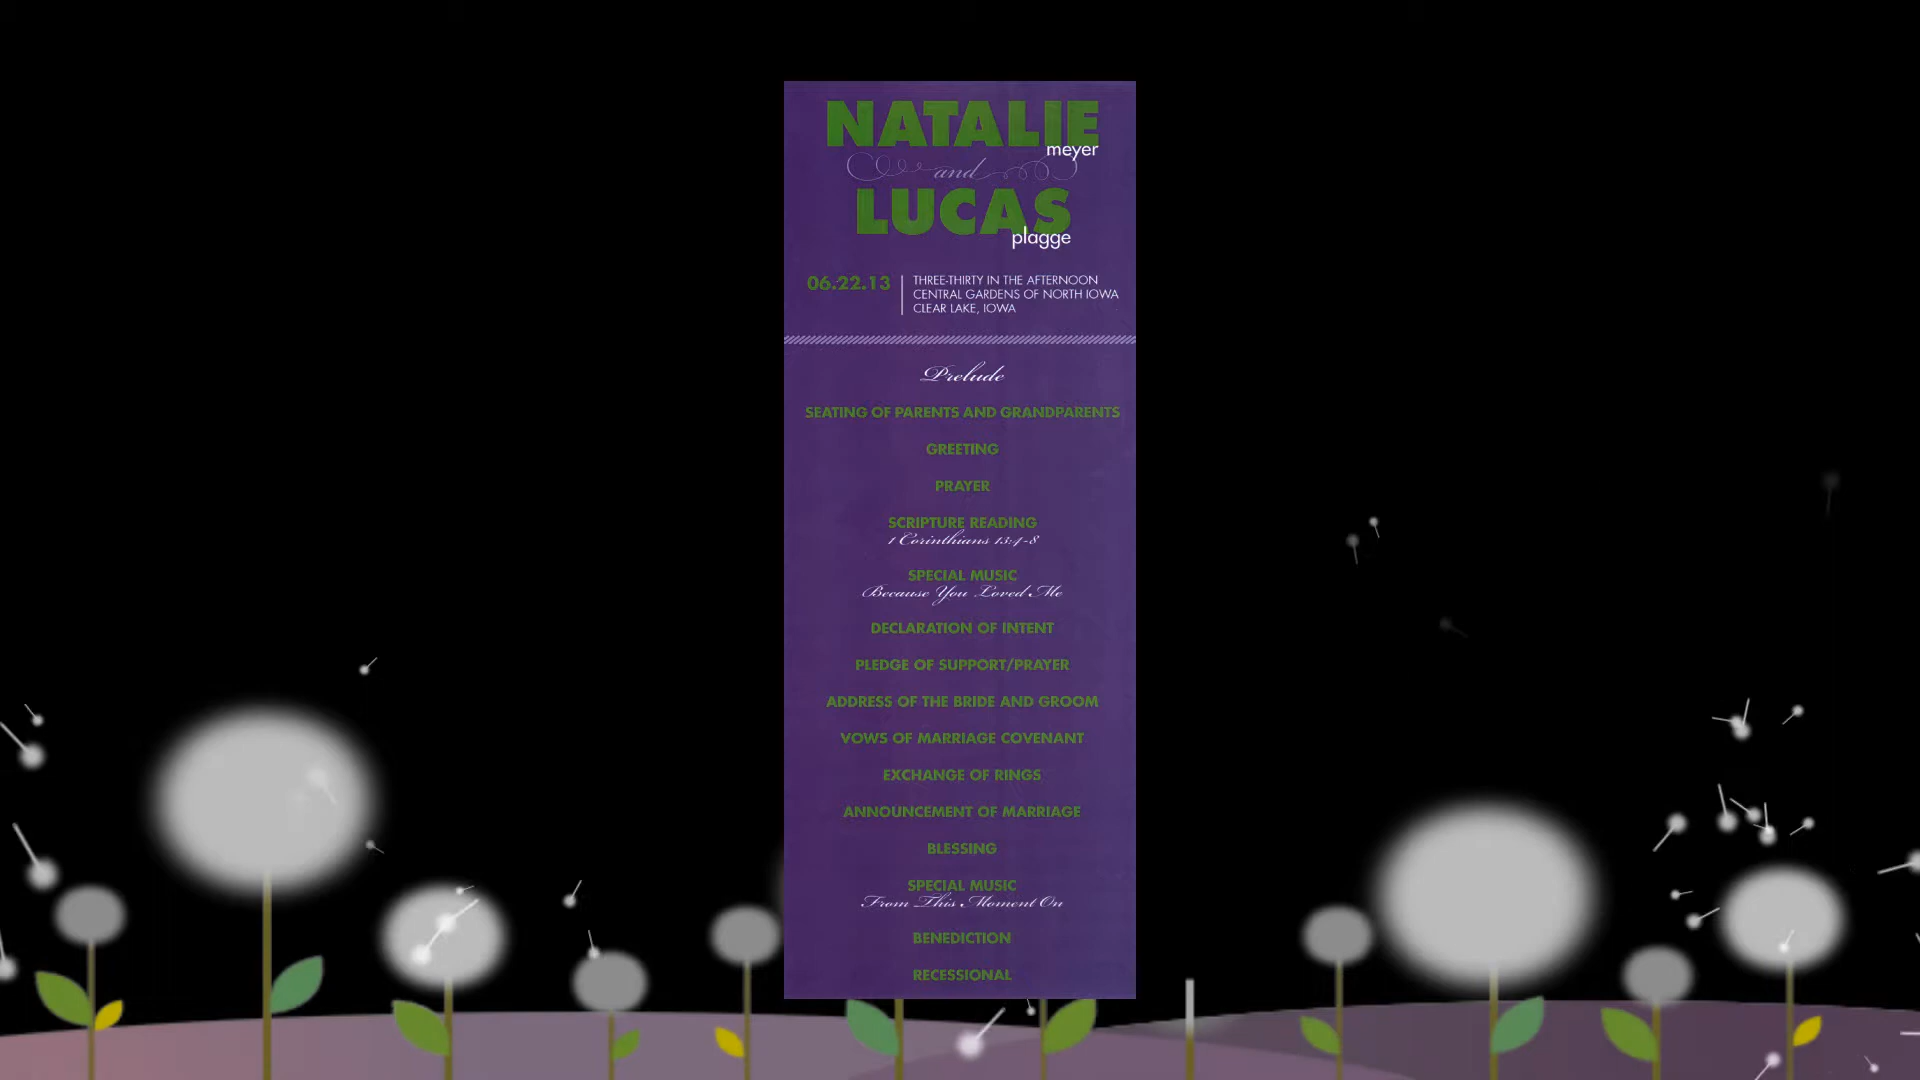 NATALIE
meyer
and
LUCAS
plagge
06.22.13
THREE-THIRTY IN THE AFTERNOON
CENTRAL GARDENS OF NORTH IOWA
CLEAR LAKE, IOWA
Prelude
SEATING OF PARENTS AND GRANDPARENTS
GREETING
PRAYER
SCRIPTURE READING
1 Corinthians 13:4-8
SPECIAL MUSIC
Because You Loved Me
DECLARATION OF INTENT
PLEDGE OF SUPPORT/PRAYER
ADDRESS OF THE BRIDE AND GROOM
VOWS OF MARRIAGE COVENANT
EXCHANGE OF RINGS
ANNOUNCEMENT OF MARRIAGE
BLESSING
SPECIAL MUSIC
From This Moment On
BENEDICTION
RECESSIONAL